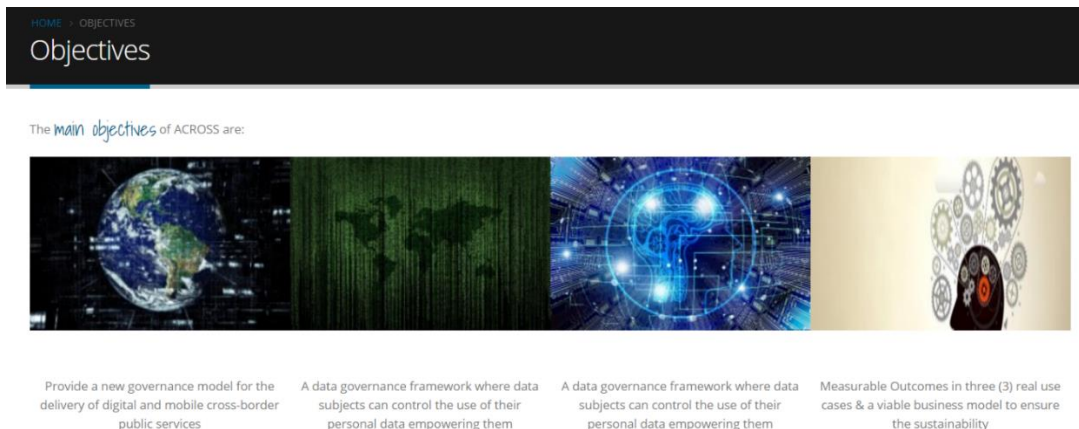 HOME > OBJECTIVES
Objectives
The main objectives of ACROSS are:
Provide a new governance model for the
delivery of digital and mobile cross-border
public services
A data governance framework where data
subjects can control the use of their
personal data empowering them
A data governance framework where data
subjects can control the use of their
personal data empowering them
Measurable Outcomes in three (3) real use
cases & a viable business model to ensure
the sustainability